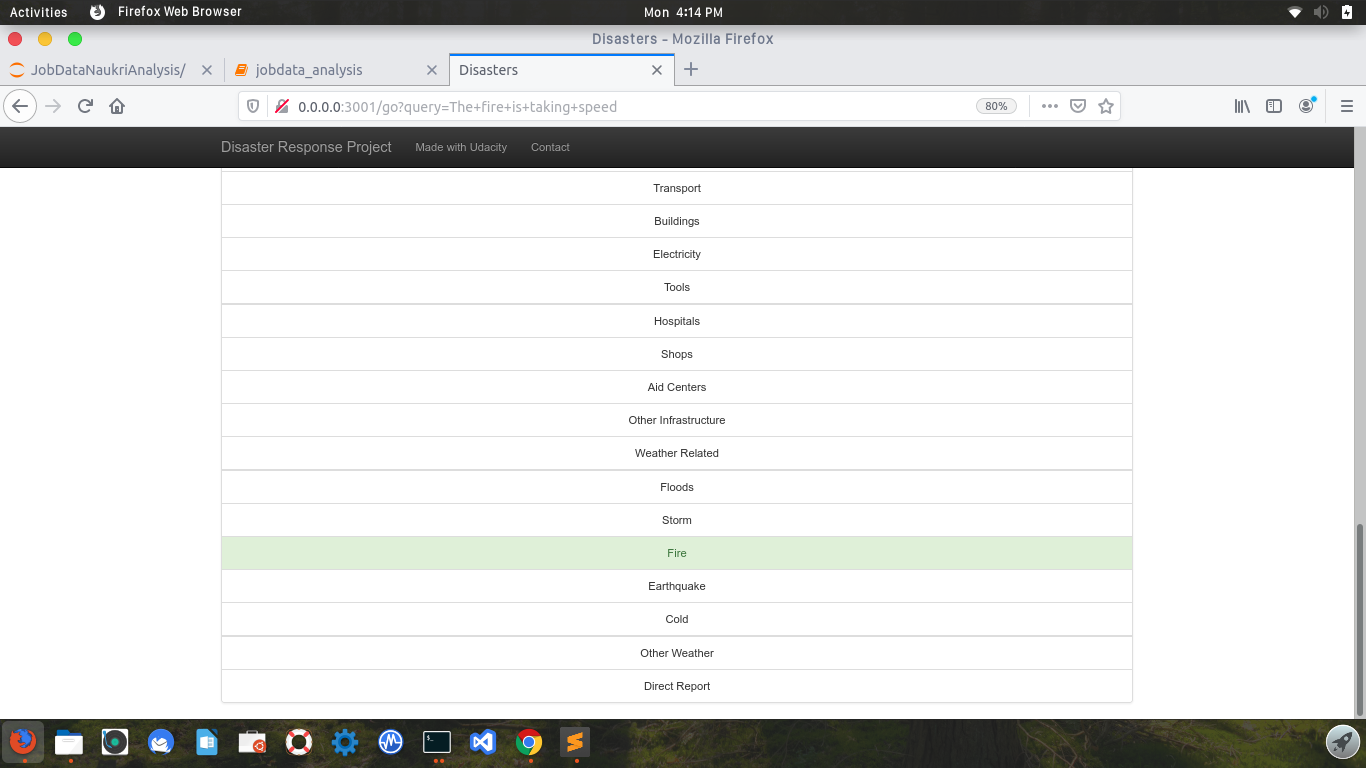 Activities Firefox Web Browser Mon 4:14 PM
Disasters - Mozilla Firefox
JobDataNaukriAnalysis/ jobdata_analysis Disasters
0.0.0.0:3001/go?query=The+fire+is+taking+speed 80%
Disaster Response Project Made with Udacity Contact
Transport
Buildings
Electricity
Tools
Hospitals
Shops
Aid Centers
Other Infrastructure
Weather Related
Floods
Storm
Fire
Earthquake
Cold
Other Weather
Direct Report